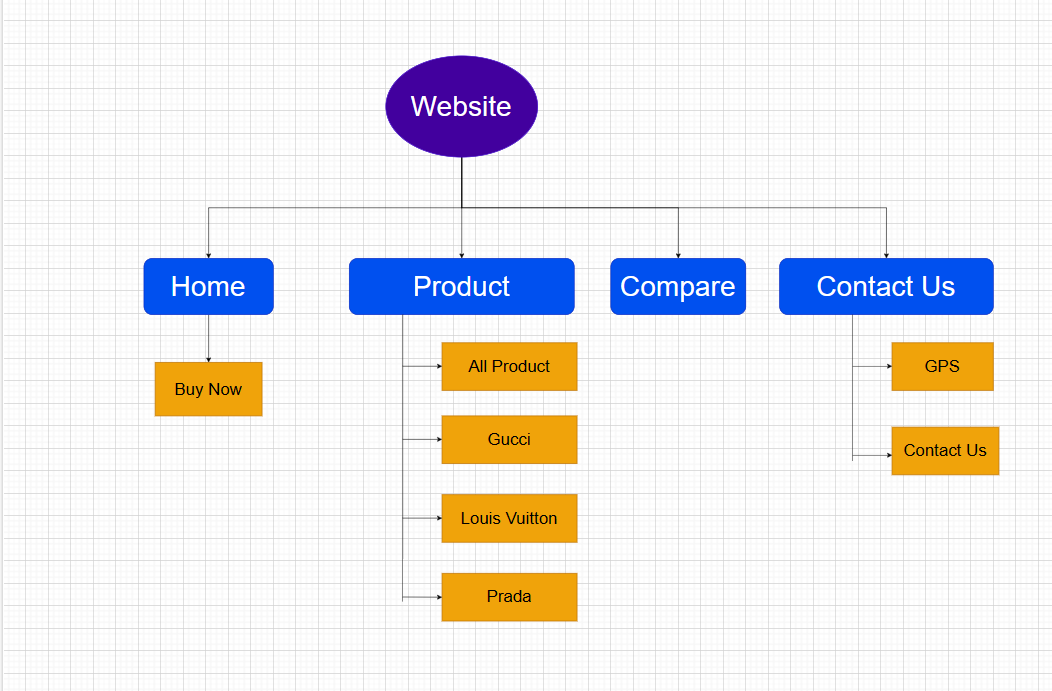 Website
Home
Product
Compare
Contact Us
Buy Now
All Product
Gucci
Louis Vuitton
Prada
GPS
Contact Us